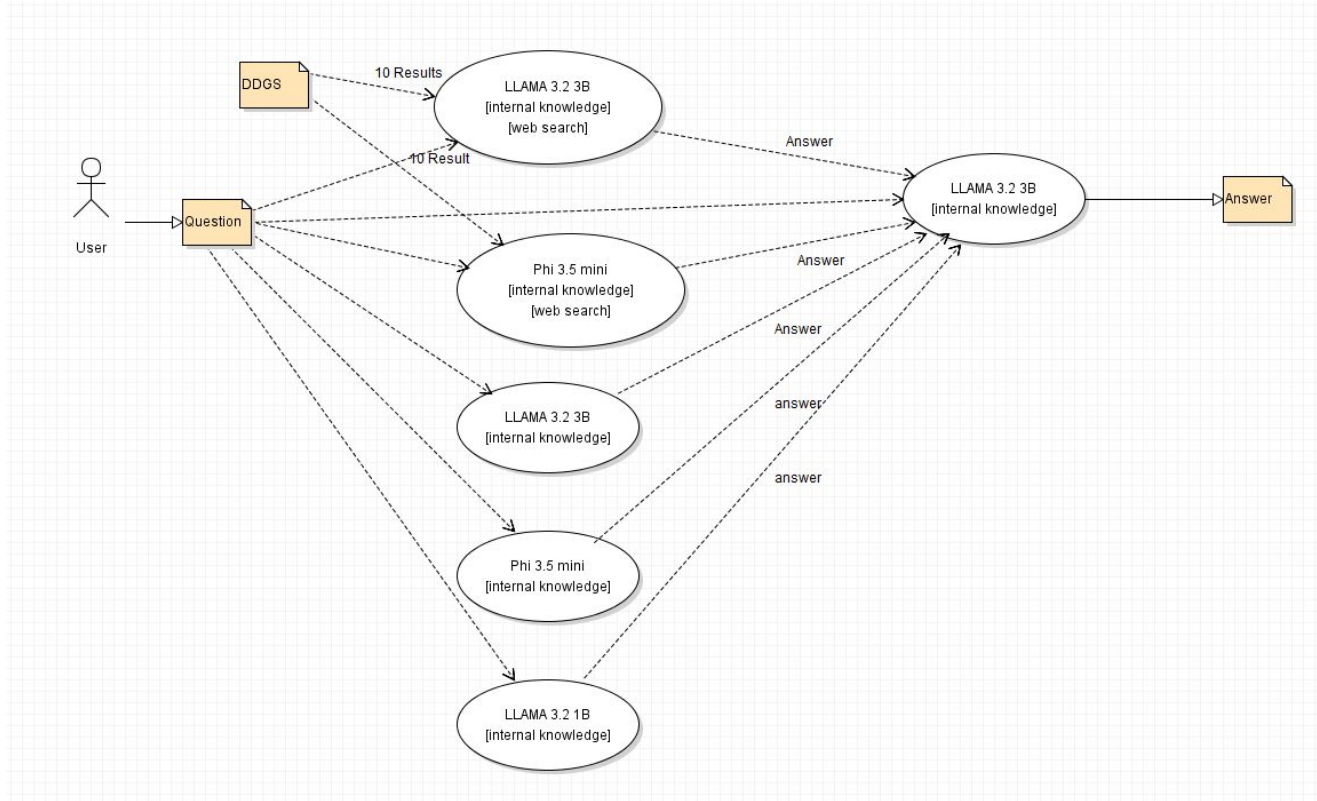 DDGS
10 Results
LLAMA 3.2 3B
[internal knowledge]
[web search]
Answer
10 Result
LLAMA 3.2 3B
[internal knowledge]
Answer
Question
User
Phi 3.5 mini
[internal knowledge]
[web search]
Answer
Answer
LLAMA 3.2 3B
[internal knowledge]
answer
answer
Phi 3.5 mini
[internal knowledge]
LLAMA 3.2 1B
[internal knowledge]